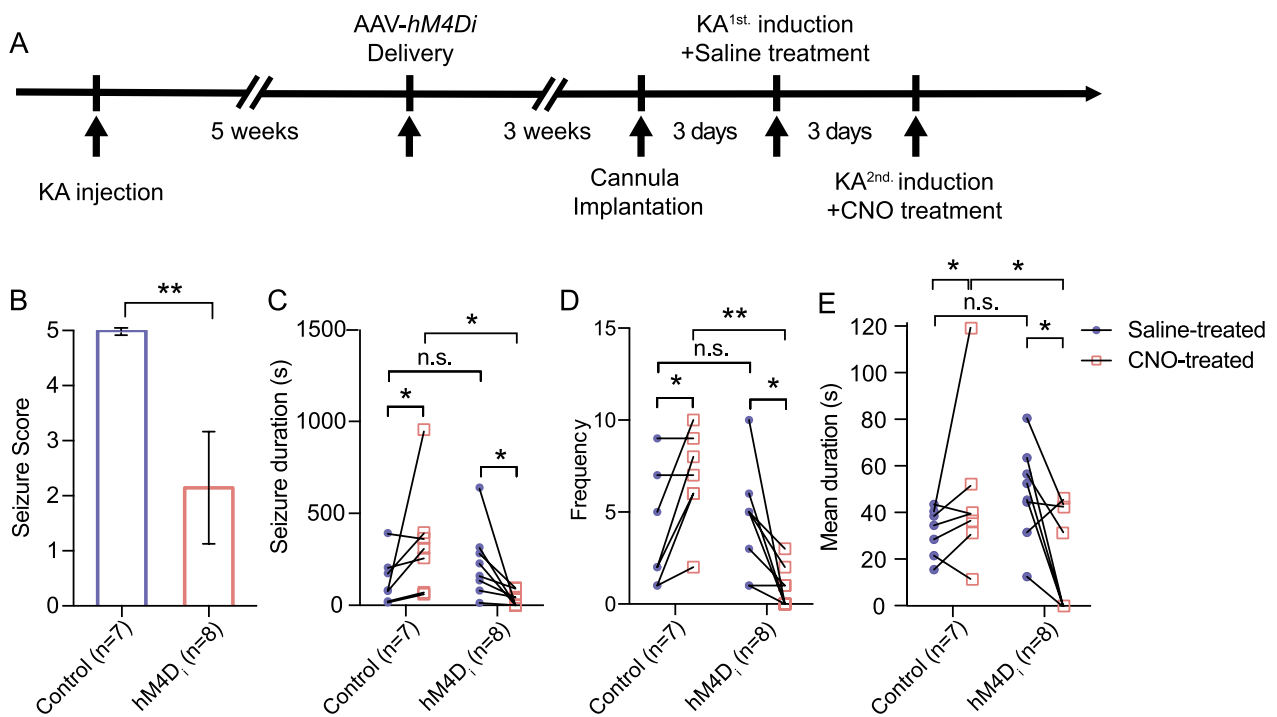 A
AAV-hM4Di
Delivery
KA1st. induction
+Saline treatment
5 weeks
3 weeks
3 days
3 days
KA injection
Cannula
Implantation
KA2nd. induction
+CNO treatment
B
**
Seizure Score
5
4
3
2
1
0
Control (n=7)
hM4Di (n=8)
C
*
n.s.
*
*
Seizure duration (s)
1500
1000
500
0
Control (n=7)
hM4Di (n=8)
D
**
n.s.
*
*
Frequency
15
10
5
0
Control (n=7)
hM4Di (n=8)
E
*
*
n.s.
*
Mean duration (s)
120
100
80
60
40
20
0
Control (n=7)
hM4Di (n=8)
Saline-treated
CNO-treated